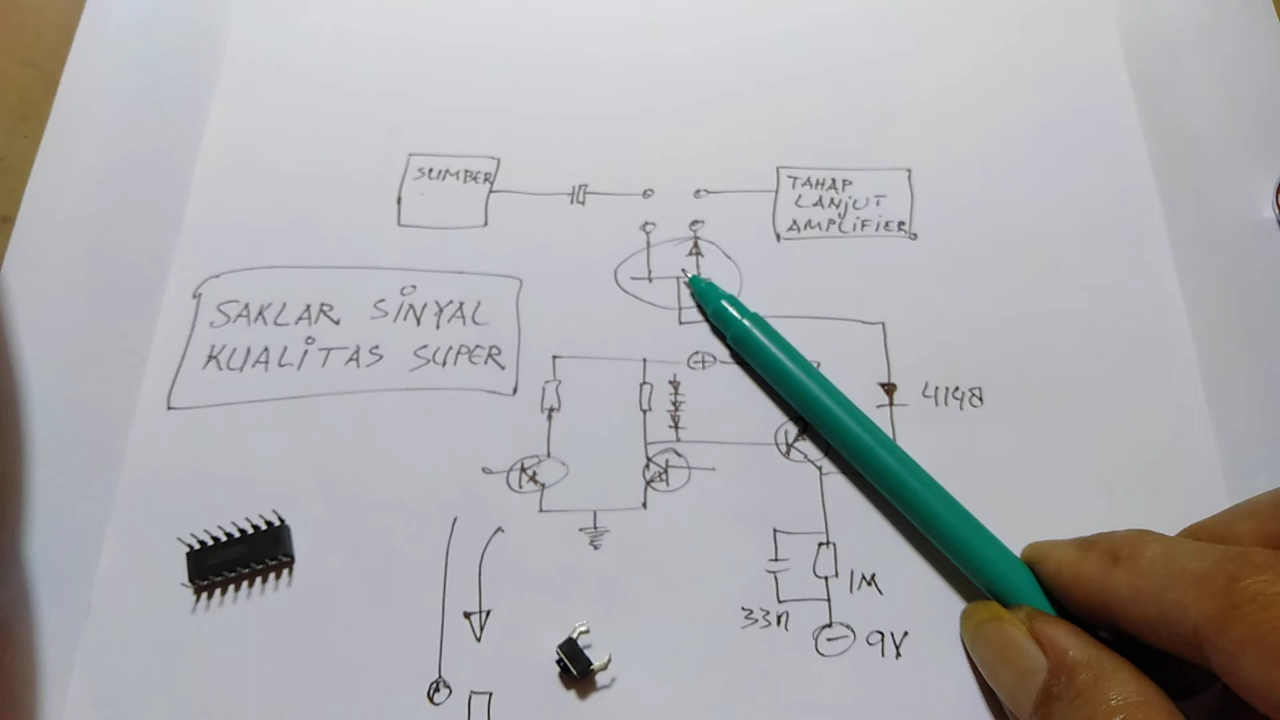 SUMBER
TAHAP
LANJUT
AMPLIFIER
SAKLAR SINYAL
KUALITAS SUPER
4148
1M
33n
9V